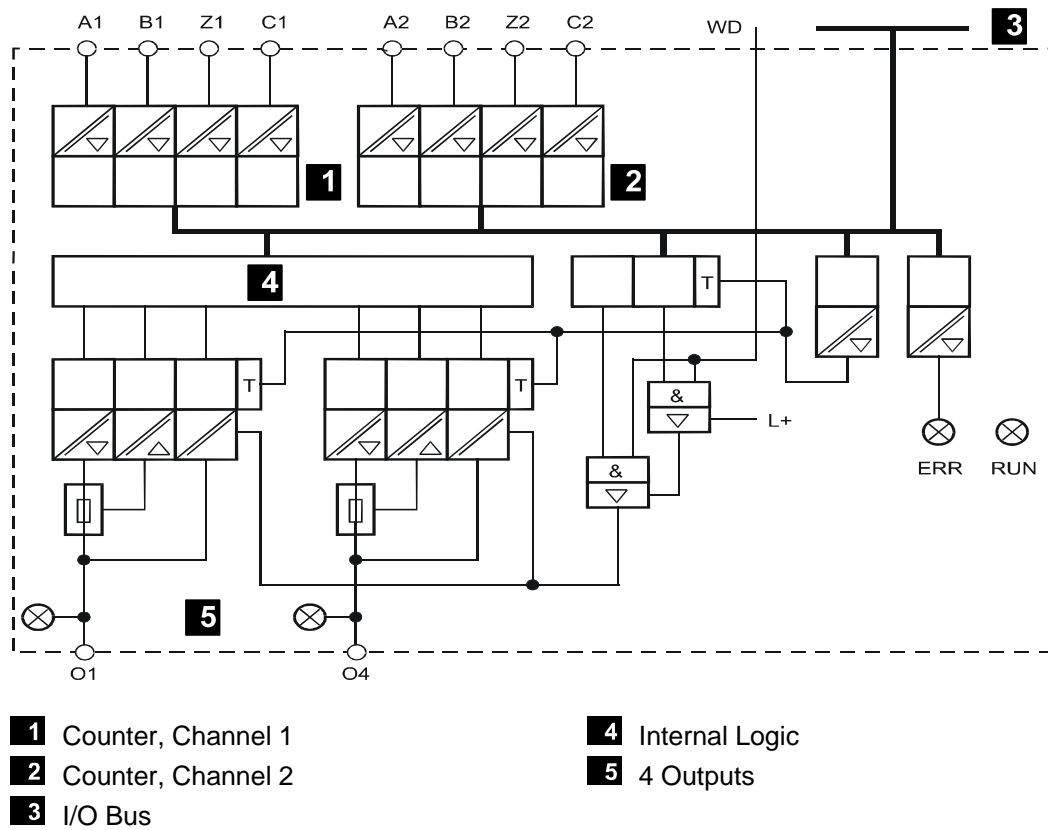 A1 B1 Z1 C1 A2 B2 Z2 C2 WD 3
1 2
4 T
T T
&
L+
&
ERR RUN
5
O1 O4
1 Counter, Channel 1
2 Counter, Channel 2
3 I/O Bus
4 Internal Logic
5 4 Outputs